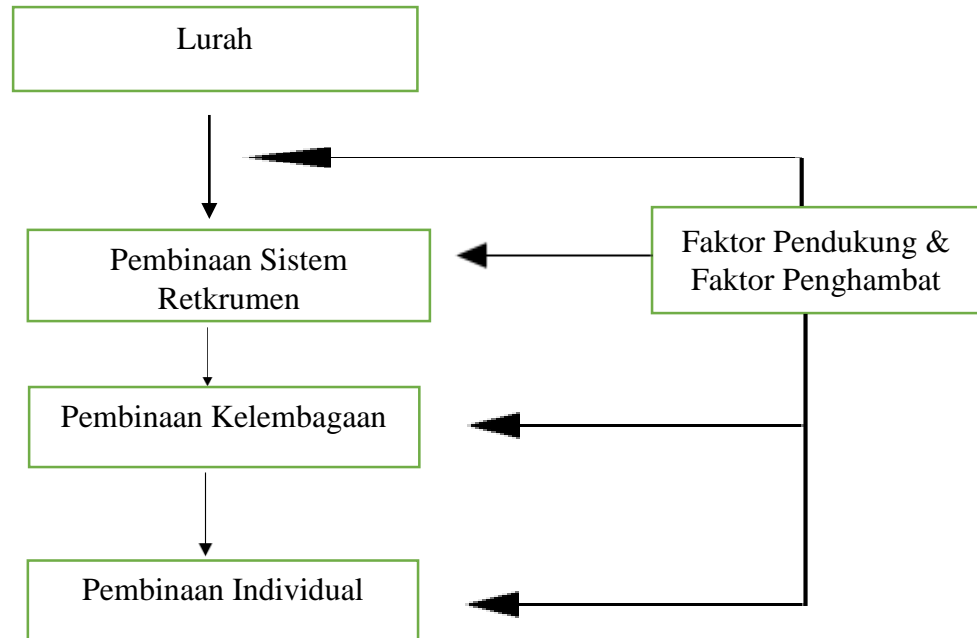 Lurah
Pembinaan Sistem
Retkrumen
Faktor Pendukung &
Faktor Penghambat
Pembinaan Kelembagaan
Pembinaan Individual